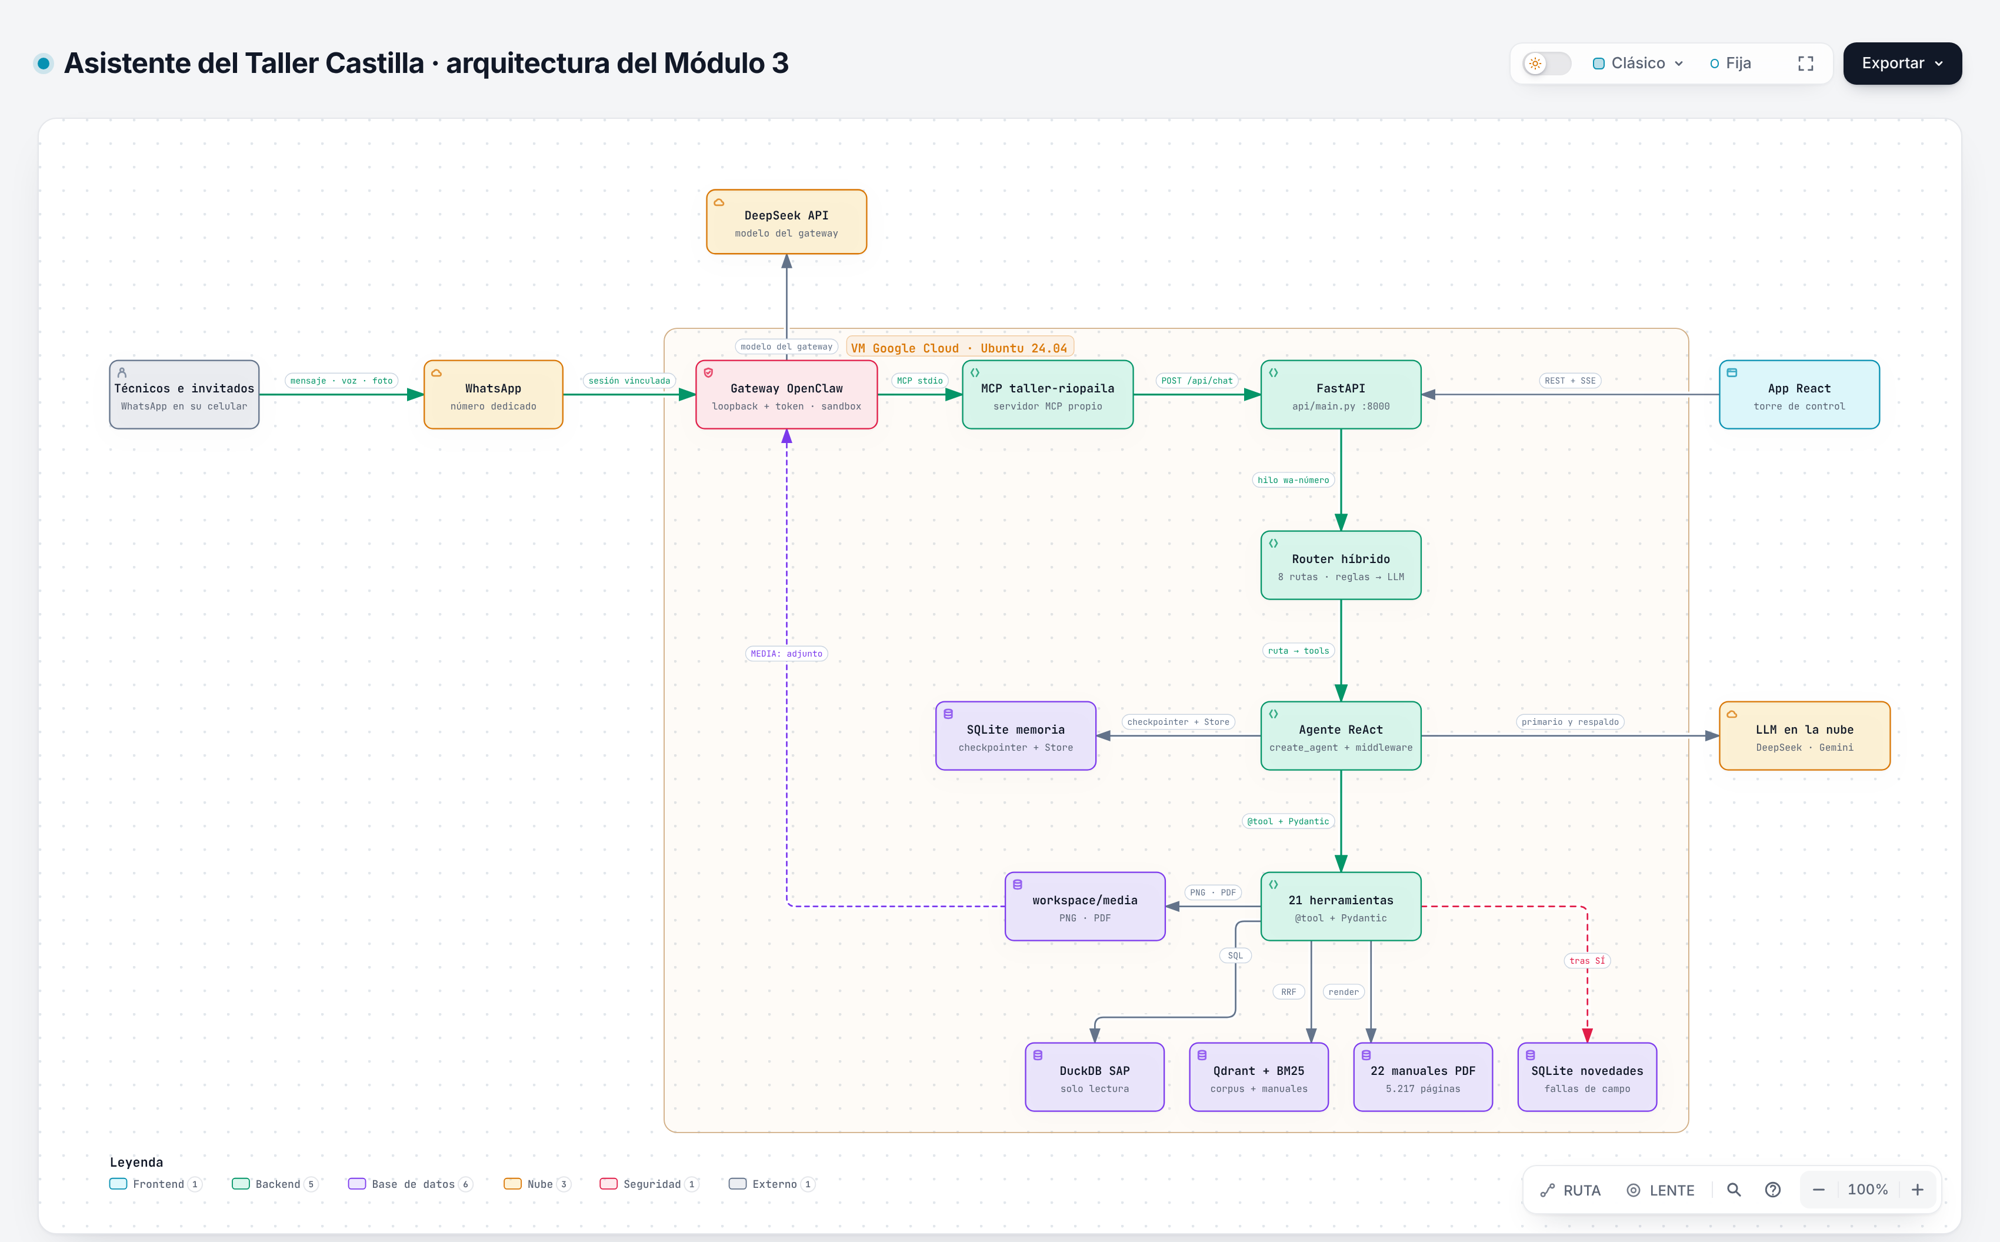 Asistente del Taller Castilla · arquitectura del Módulo 3
Clásico
Fija
Exportar
DeepSeek API
modelo del gateway
modelo del gateway
VM Google Cloud · Ubuntu 24.04
Técnicos e invitados
WhatsApp en su celular
mensaje · voz · foto
WhatsApp
número dedicado
sesión vinculada
Gateway OpenClaw
loopback + token · sandbox
MCP stdio
MCP taller-riopaila
servidor MCP propio
POST /api/chat
FastAPI
api/main.py :8000
REST + SSE
App React
torre de control
hilo wa-número
Router híbrido
8 rutas · reglas → LLM
ruta → tools
MEDIA: adjunto
SQLite memoria
checkpointer + Store
checkpointer + Store
Agente ReAct
create_agent + middleware
primario y respaldo
LLM en la nube
DeepSeek · Gemini
@tool + Pydantic
workspace/media
PNG · PDF
PNG · PDF
21 herramientas
@tool + Pydantic
SQL
RRF
render
tras SÍ
DuckDB SAP
solo lectura
Qdrant + BM25
corpus + manuales
22 manuales PDF
5.217 páginas
SQLite novedades
fallas de campo
Leyenda
Frontend 1
Backend 5
Base de datos 6
Nube 3
Seguridad 1
Externo 1
RUTA
LENTE
100%